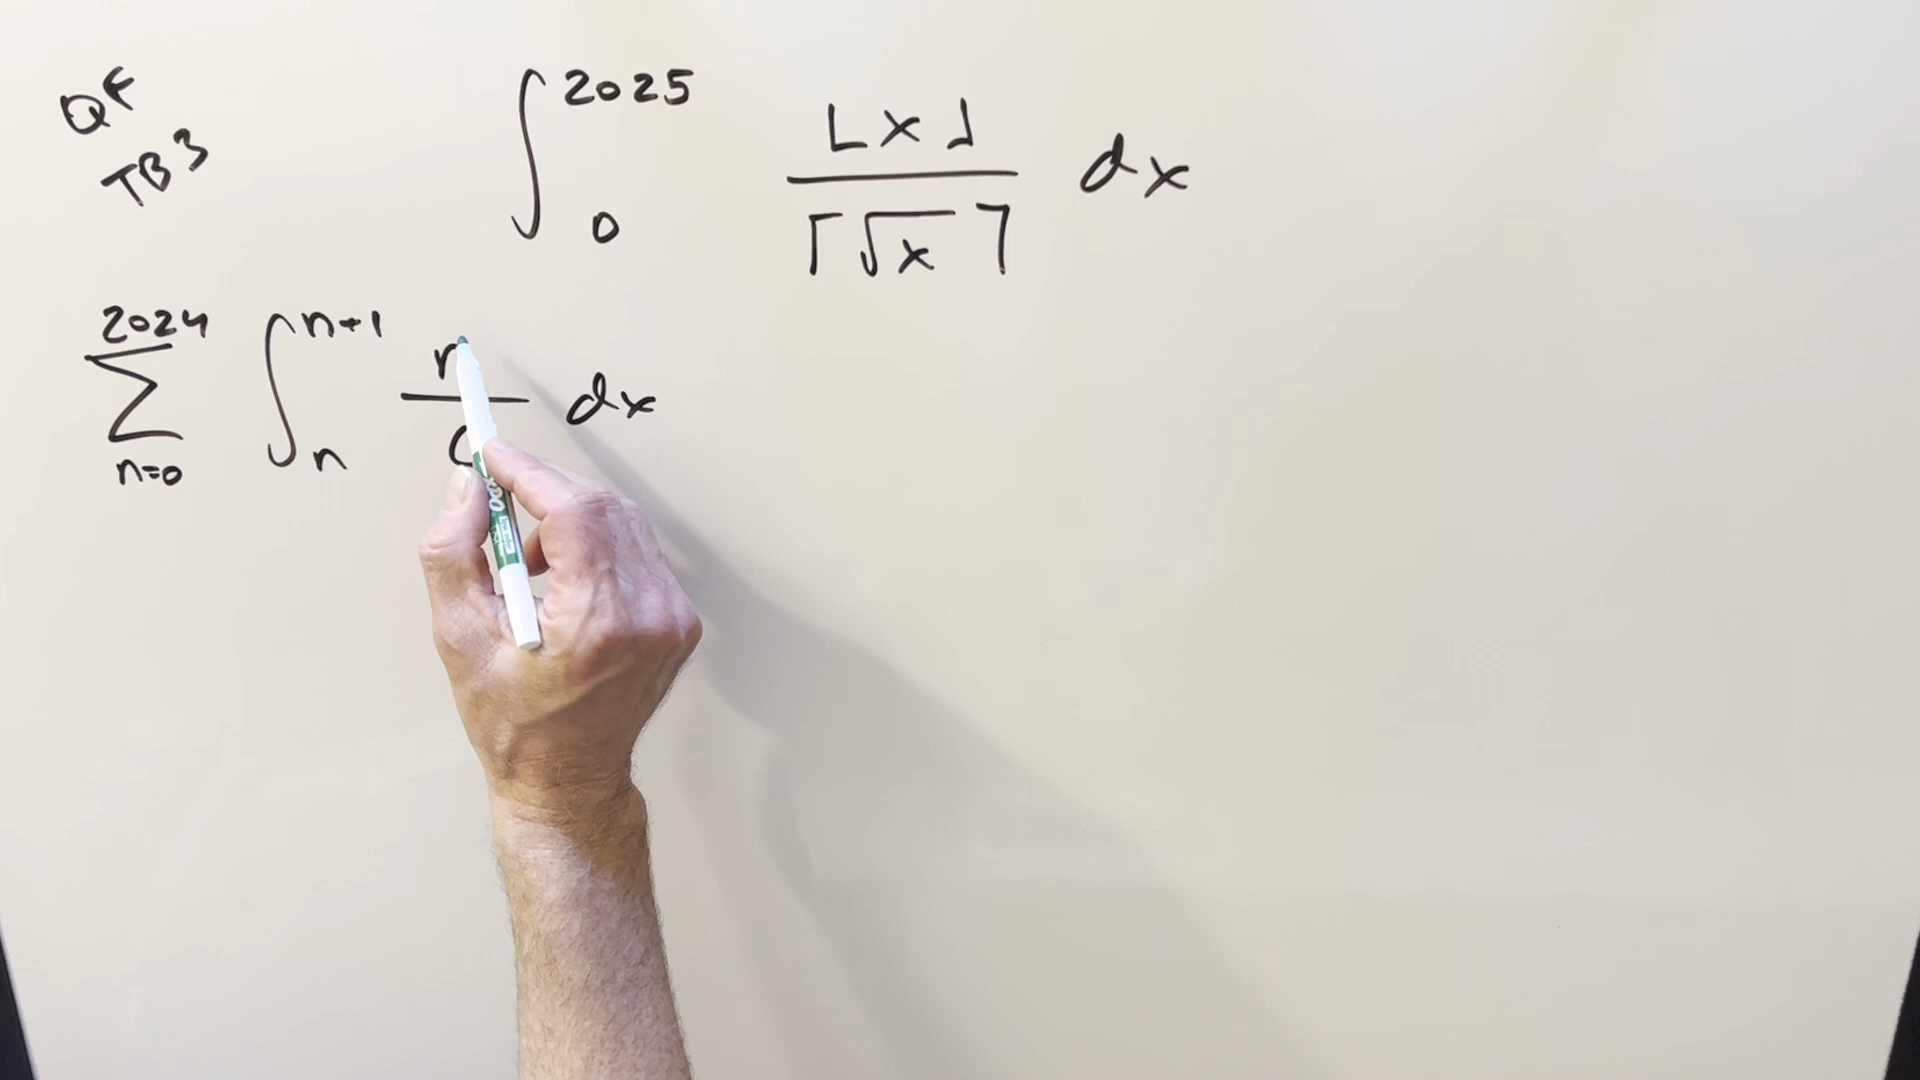 QF
TB3
∫₀²⁰²⁵ ⌊x⌋ / ⌈√x⌉ dx
∑ₙ₌₀²⁰²⁴ ∫ₙⁿ⁺¹ n / c dx